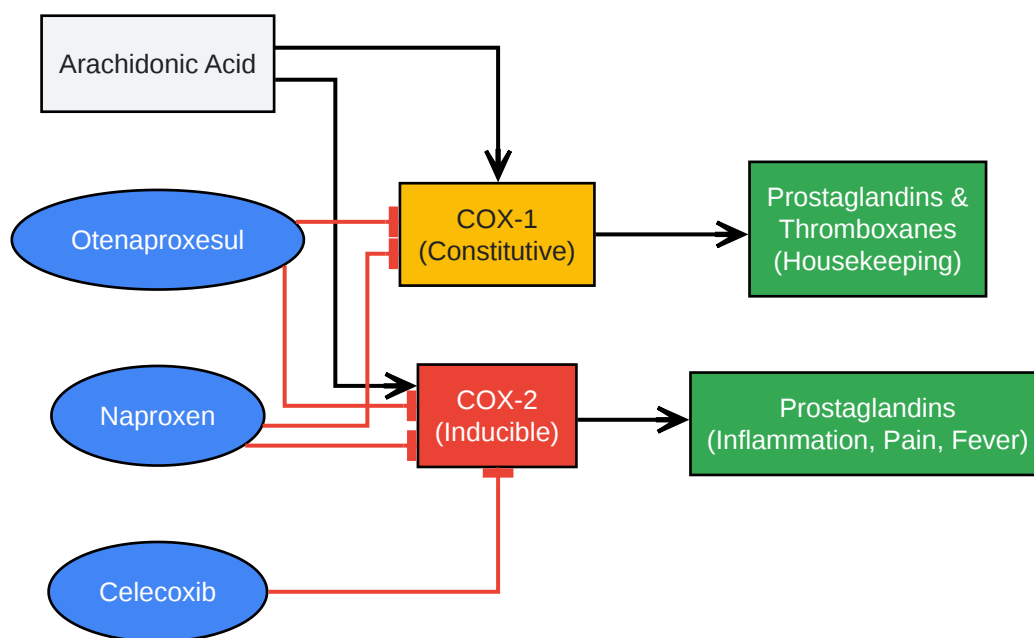 Arachidonic Acid
Otenaproxesul
COX-1
(Constitutive)
Prostaglandins &
Thromboxanes
(Housekeeping)
Naproxen
COX-2
(Inducible)
Prostaglandins
(Inflammation, Pain, Fever)
Celecoxib